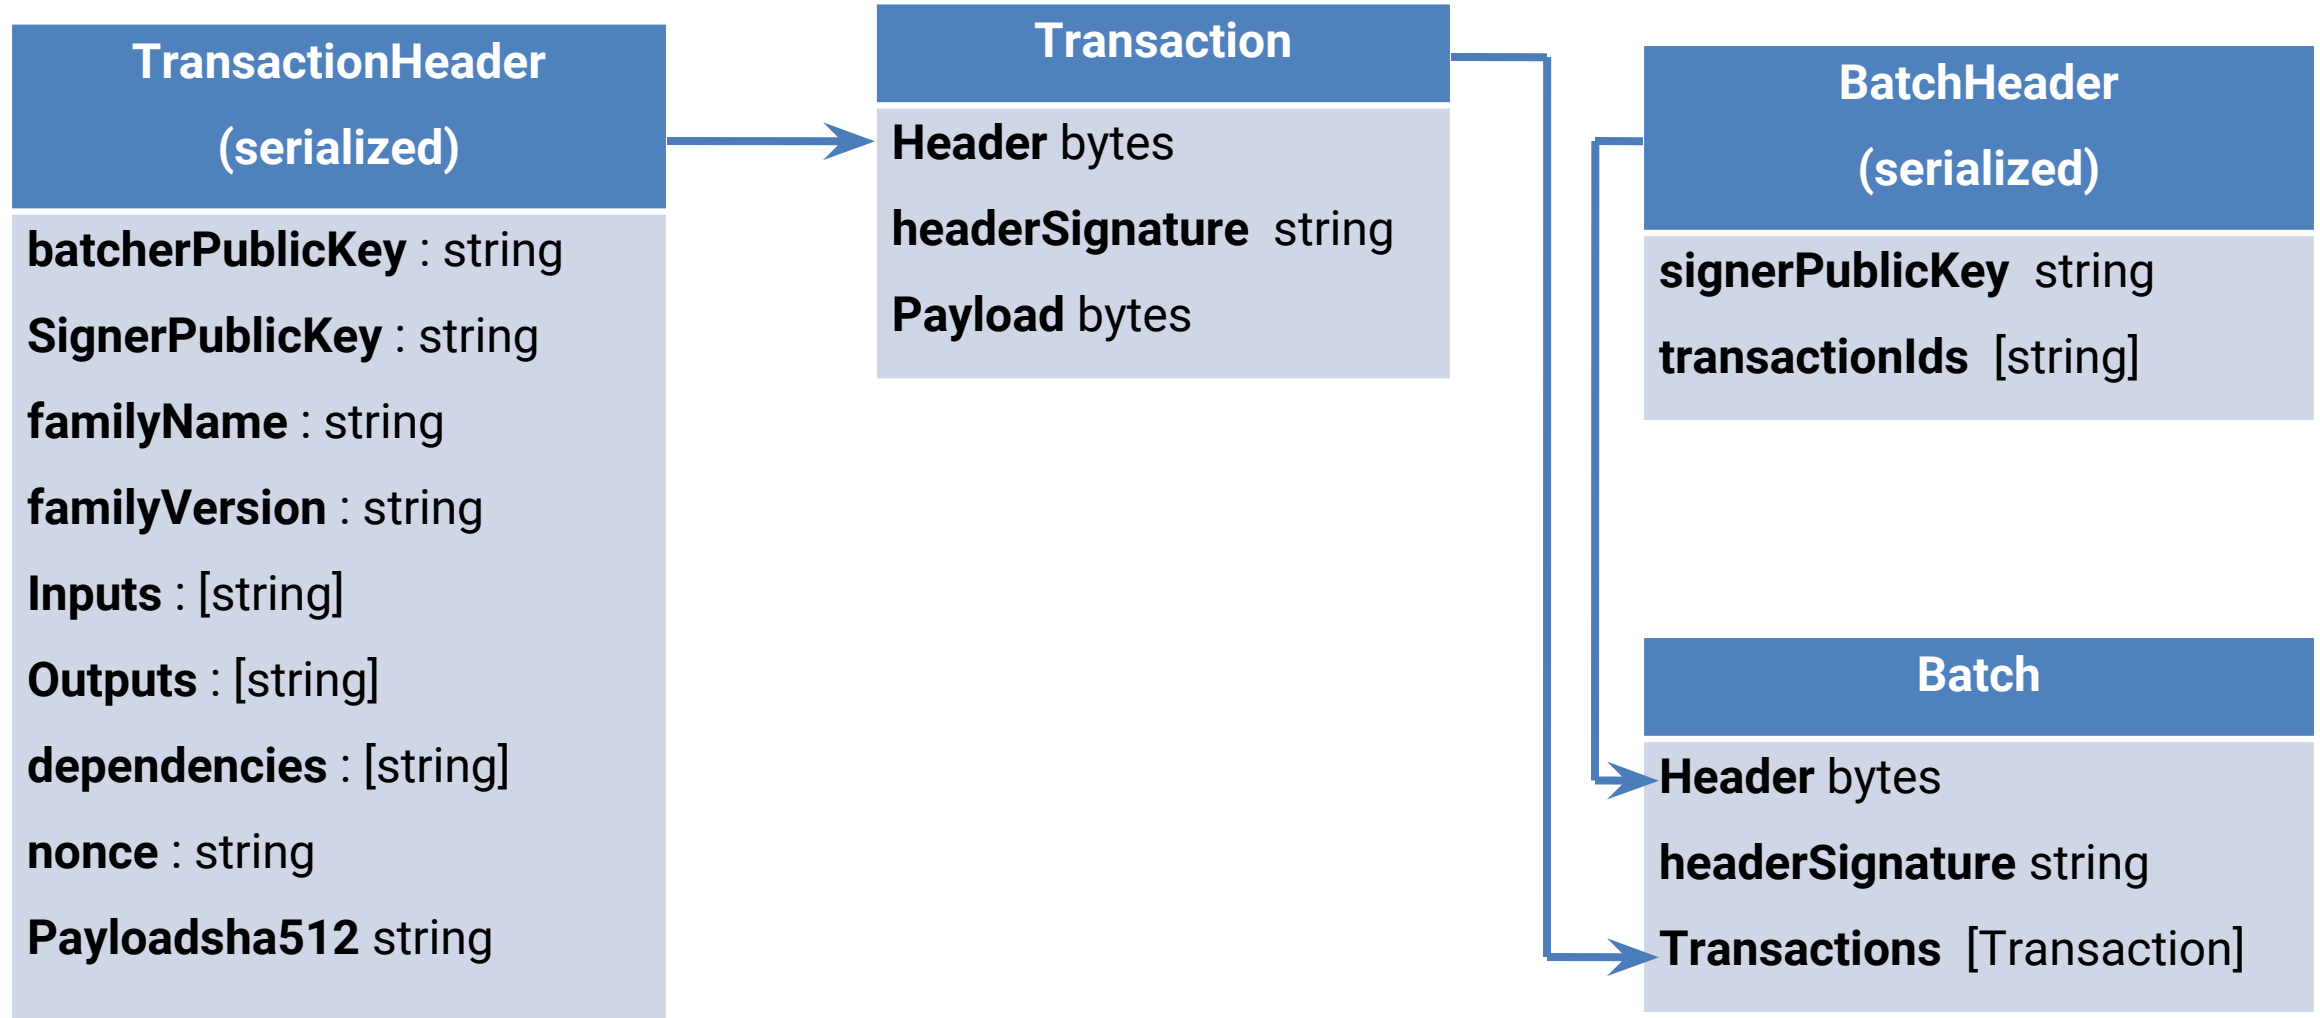 TransactionHeader
(serialized)
batcherPublicKey : string
SignerPublicKey : string
familyName : string
familyVersion : string
Inputs : [string]
Outputs : [string]
dependencies : [string]
nonce : string
Payloadsha512 string
Transaction
Header bytes
headerSignature string
Payload bytes
BatchHeader
(serialized)
signerPublicKey string
transactionIds [string]
Batch
Header bytes
headerSignature string
Transactions [Transaction]